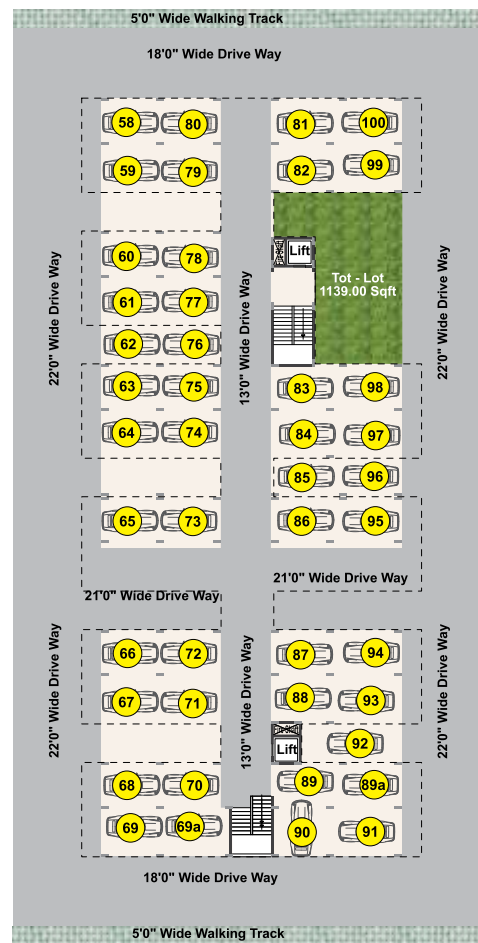 5'0" Wide Walking Track
18'0" Wide Drive Way
58 80 81 100
59 79 82 99
60 78 Lift
Tot - Lot
1139.00 Sqft
61 77
22'0" Wide Drive Way
13'0" Wide Drive Way
22'0" Wide Drive Way
62 76
63 75 83 98
64 74 84 97
85 96
65 73 86 95
21'0" Wide Drive Way
21'0" Wide Drive Way
66 72 87 94
67 71 88 93
22'0" Wide Drive Way
13'0" Wide Drive Way
22'0" Wide Drive Way
Lift 92
68 70 89 89a
69 69a 90 91
18'0" Wide Drive Way
5'0" Wide Walking Track